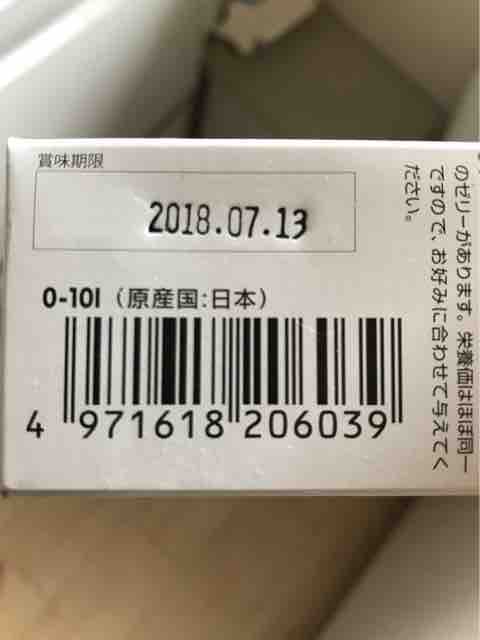 賞味期限
2018.07.13
0-10I（原産国:日本）
4 971618 206039
のゼリーがあります。栄養価はほぼ同一
ですので、お好みに合わせて与えてく
ださい。